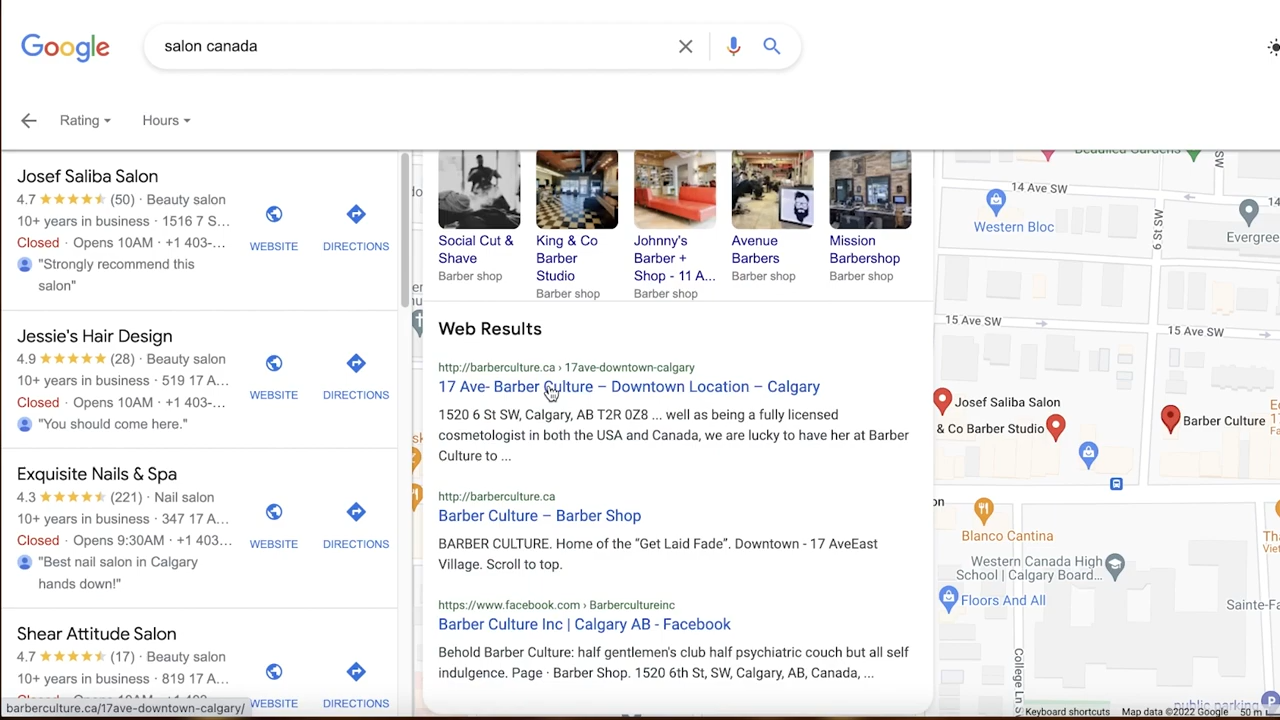 Google
salon canada
Rating
Hours
Josef Saliba Salon
4.7 (50) · Beauty salon
10+ years in business · 1516 7 S...
Closed · Opens 10AM · +1 403-...
"Strongly recommend this
salon"
WEBSITE
DIRECTIONS
Jessie's Hair Design
4.9 (28) · Beauty salon
10+ years in business · 519 17 A...
Closed · Opens 10AM · +1 403-...
"You should come here."
WEBSITE
DIRECTIONS
Exquisite Nails & Spa
4.3 (221) · Nail salon
10+ years in business · 347 17 A...
Closed · Opens 9:30AM · +1 403...
"Best nail salon in Calgary
hands down!"
WEBSITE
DIRECTIONS
Shear Attitude Salon
4.7 (17) · Beauty salon
10+ years in business · 819 17 A...
WEBSITE
DIRECTIONS
barberculture.ca/17ave-downtown-calgary/
Social Cut &
Shave
Barber shop
King & Co
Barber
Studio
Barber shop
Johnny's
Barber +
Shop - 11 A...
Barber shop
Avenue
Barbers
Barber shop
Mission
Barbershop
Barber shop
Web Results
http://barberculture.ca › 17ave-downtown-calgary
17 Ave- Barber Culture – Downtown Location – Calgary
1520 6 St SW, Calgary, AB T2R 0Z8 ... well as being a fully licensed
cosmetologist in both the USA and Canada, we are lucky to have her at Barber
Culture to ...
http://barberculture.ca
Barber Culture – Barber Shop
BARBER CULTURE. Home of the “Get Laid Fade”. Downtown - 17 AveEast
Village. Scroll to top.
https://www.facebook.com › Barbercultureinc
Barber Culture Inc | Calgary AB - Facebook
Behold Barber Culture: half gentlemen's club half psychiatric couch but all self
indulgence. Page · Barber Shop. 1520 6th St, SW, Calgary, AB, Canada, ...
Beaulieu Gardens
SW
14 Ave SW
Western Bloc
6 St SW
Evergree
15 Ave SW
15 Ave SW
Josef Saliba Salon
& Co Barber Studio
Barber Culture
on
Blanco Cantina
Western Canada High
School | Calgary Board...
Floors And All
Sainte-Fa
College Ln S
public parking
Keyboard shortcuts
Map data ©2022 Google
50 m